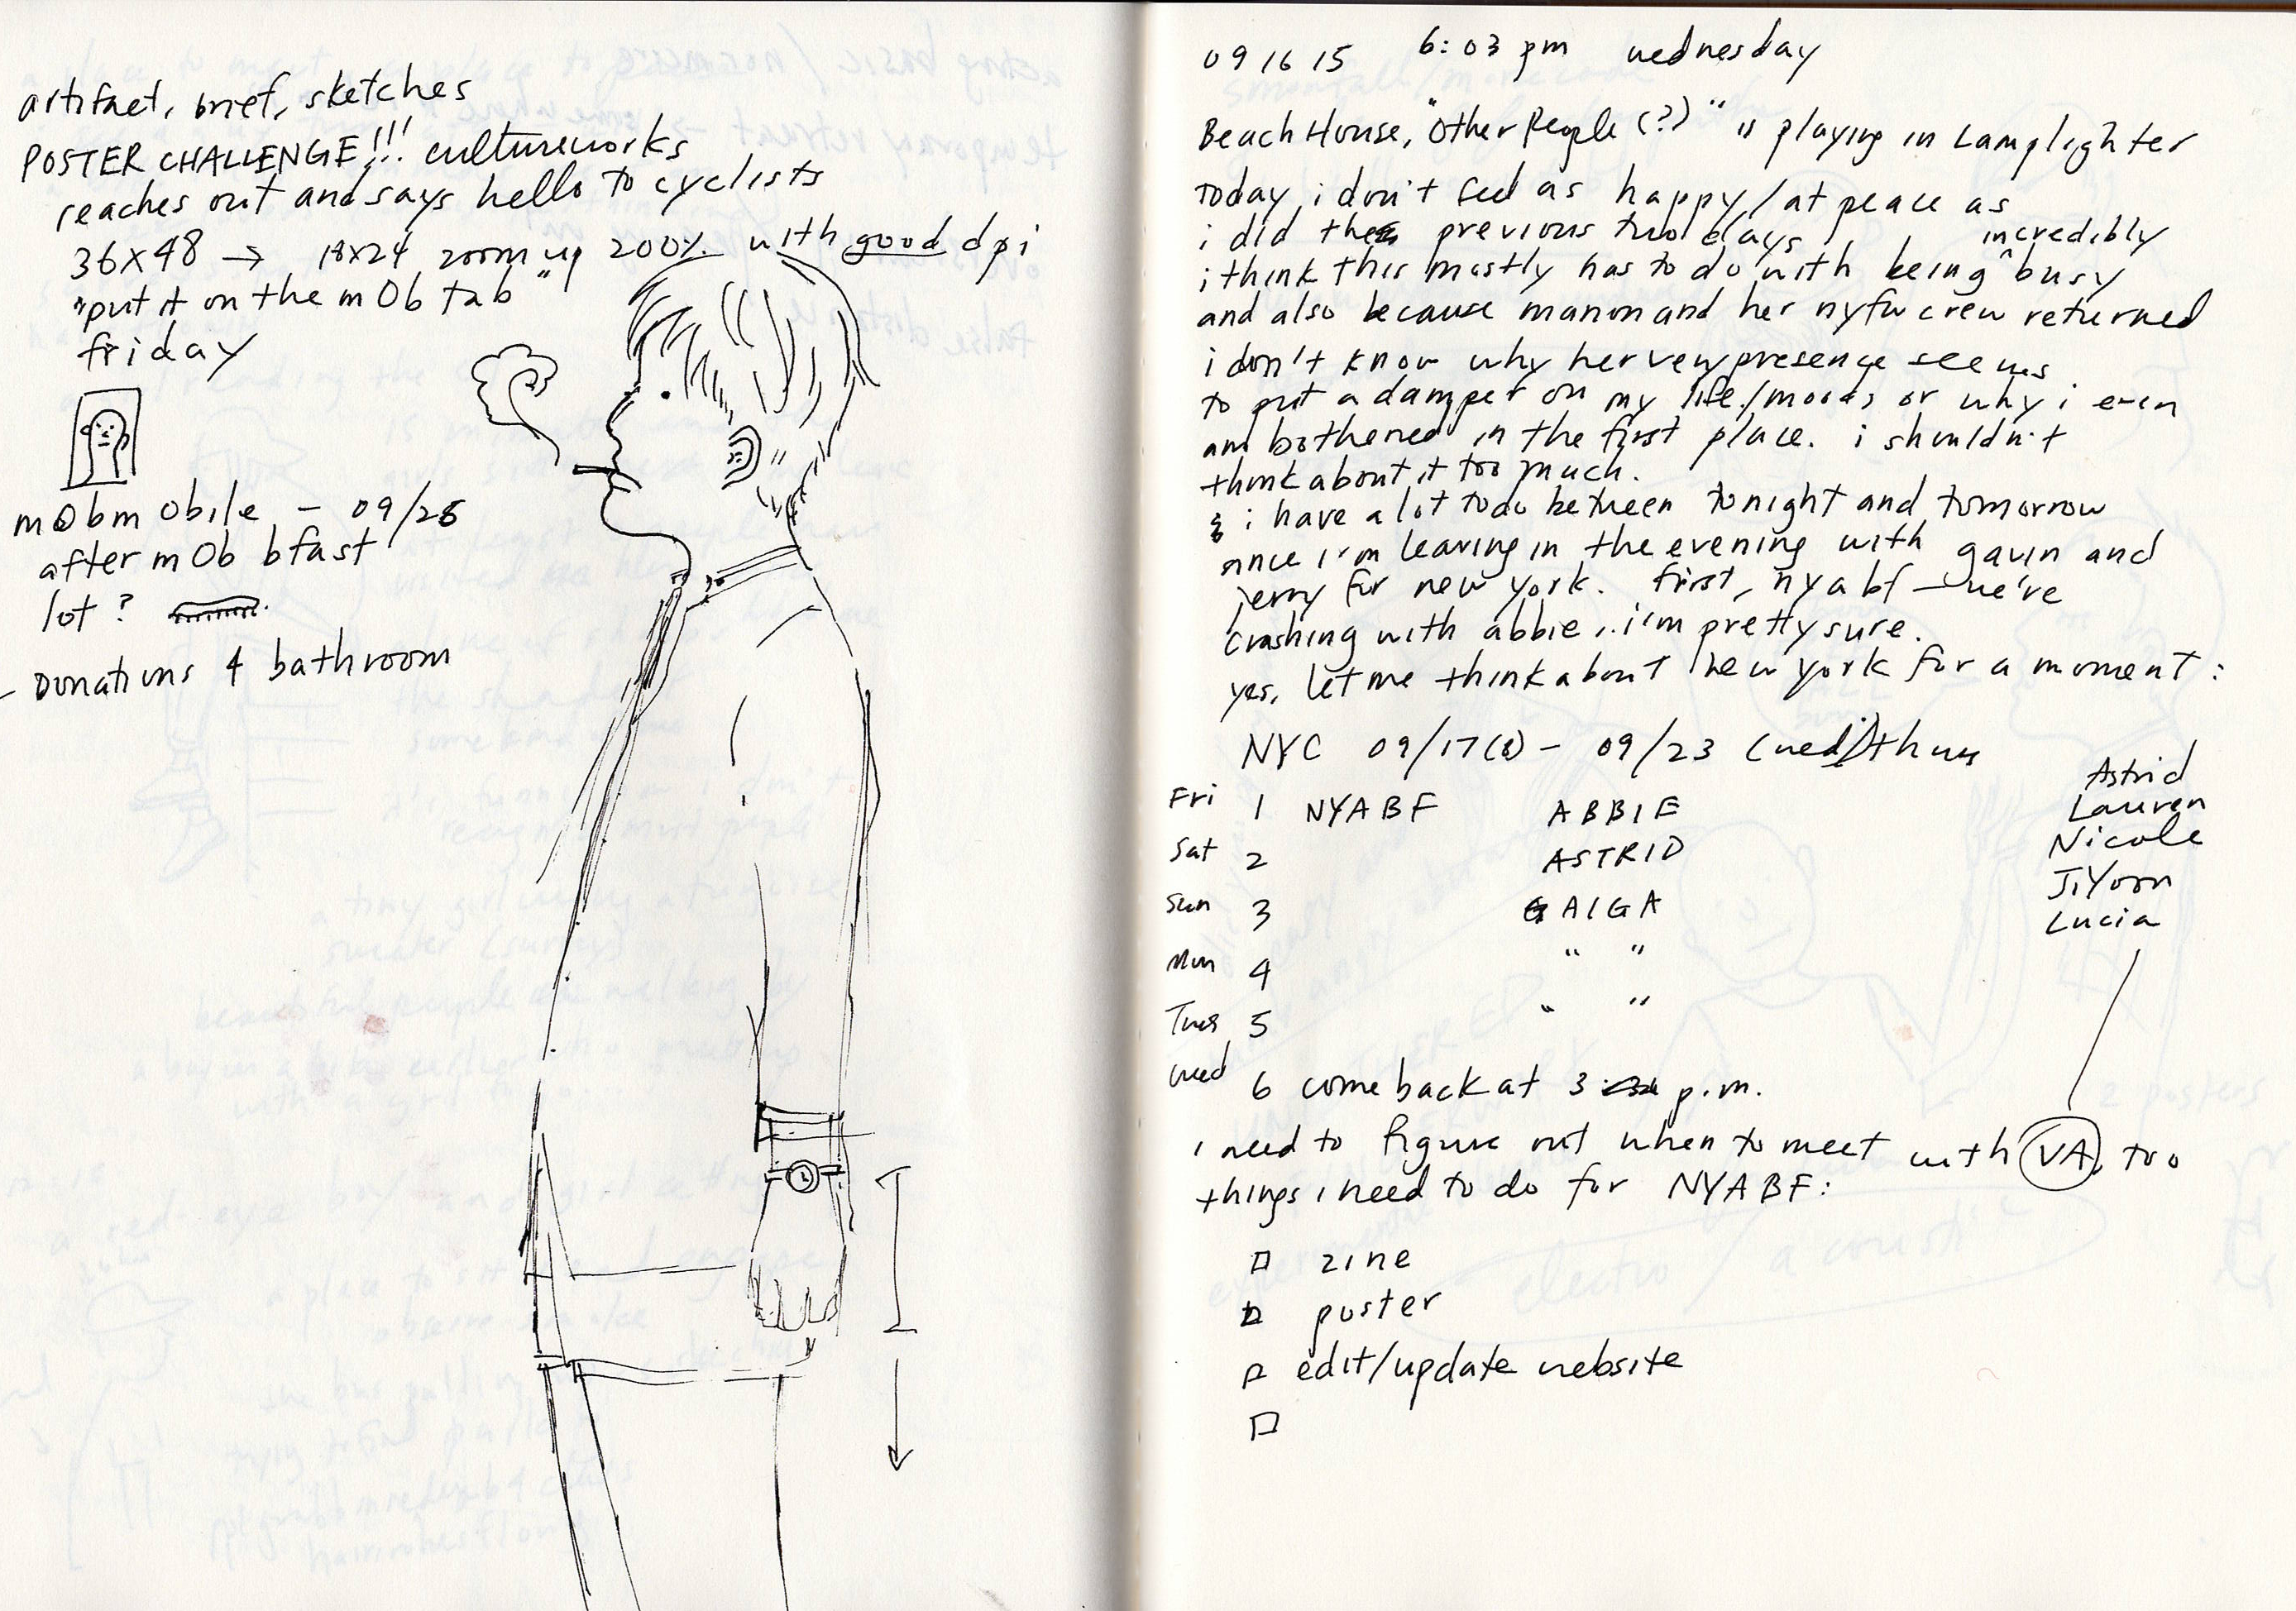 artifact, brief, sketches
POSTER CHALLENGE!!! cultureworks
reaches out and says hello to cyclists
36x48 → 18x24 zoom up 200% with good dpi
"put it on the mOb tab"
friday
mObmobile - 09/25
after mOb bfast
lot?
- Donations 4 bathroom
09 16 15 6:03 pm wednesday
Beach House, "Other People (?)" is playing in Lamplighter
Today i don't feel as happy/at peace as
i did the previous two days
i think this mostly has to do with being incredibly busy
and also because manon and her nyfw crew returned
i don't know why her very presence seems
to put a damper on my life/moods or why i even
am bothered in the first place. i shouldn't
think about it too much.
i have a lot to do between tonight and tomorrow
since i'm leaving in the evening with gavin and
jerry for new york. first, nyabf — we're
crashing with abbie... i'm pretty sure.
yes, let me think about new york for a moment:
NYC 09/17(8) - 09/23 (wed)/thurs
Fri 1 NYABF ABBIE
Sat 2 ASTRID
Sun 3 AIGA
Mon 4 " "
Tues 5 " "
wed 6 come back at 3 p.m.
Astrid
Lauren
Nicole
JiYoon
Lucia
i need to figure out when to meet with VA, too
things i need to do for NYABF:
□ zine
□ poster
□ edit/update website
□